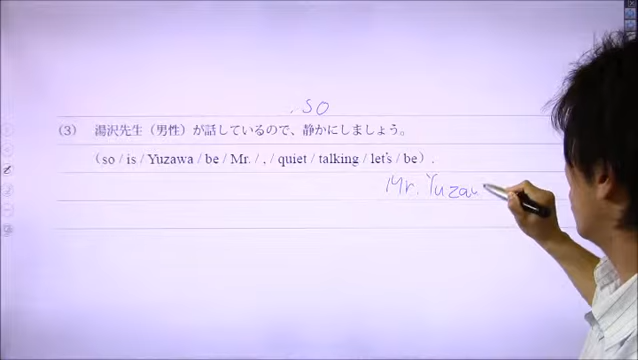 , so
(3) 湯沢先生（男性）が話しているので、静かにしましょう。
(so / is / Yuzawa / be / Mr. / , / quiet / talking / let's / be) .
Mr. Yuzaw